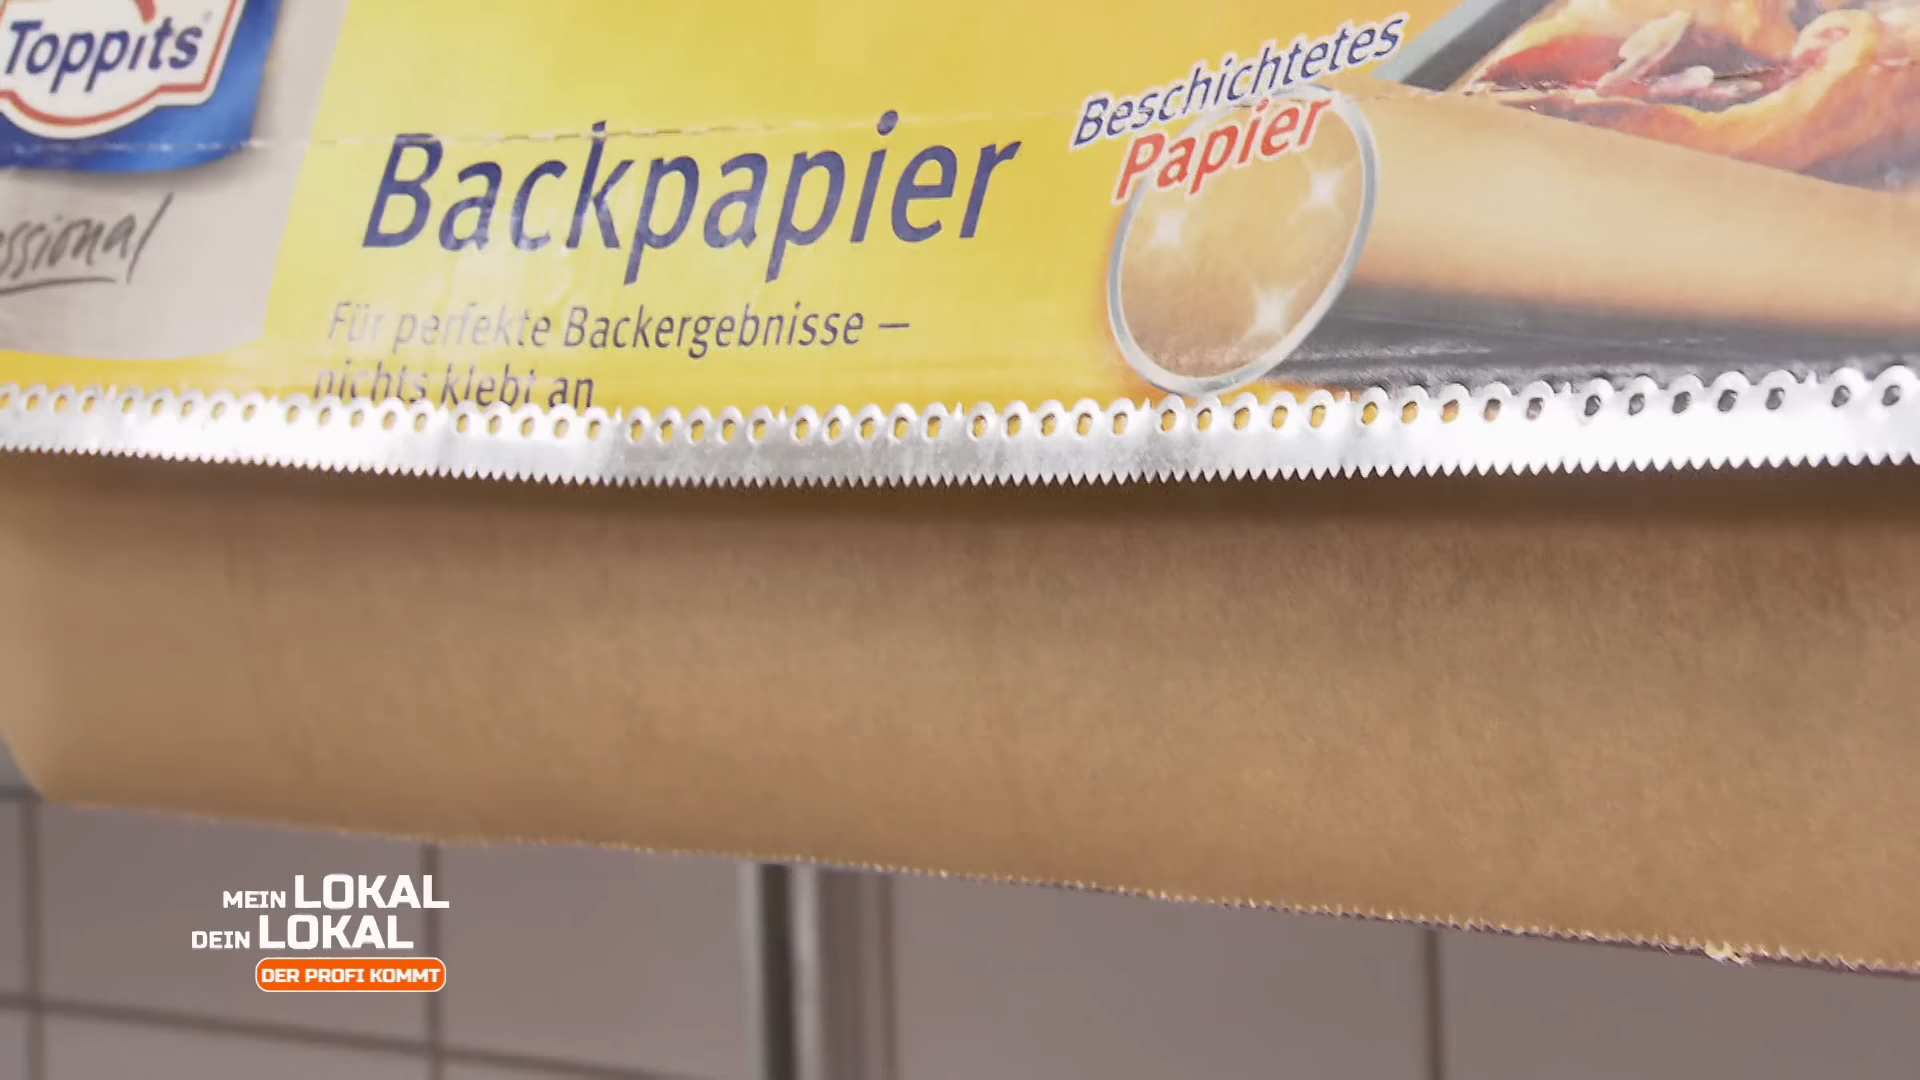 Toppits
Beschichtetes
Papier
Backpapier
Für perfekte Backergebnisse –
nichts klebt an
MEIN LOKAL
DEIN LOKAL
DER PROFI KOMMT